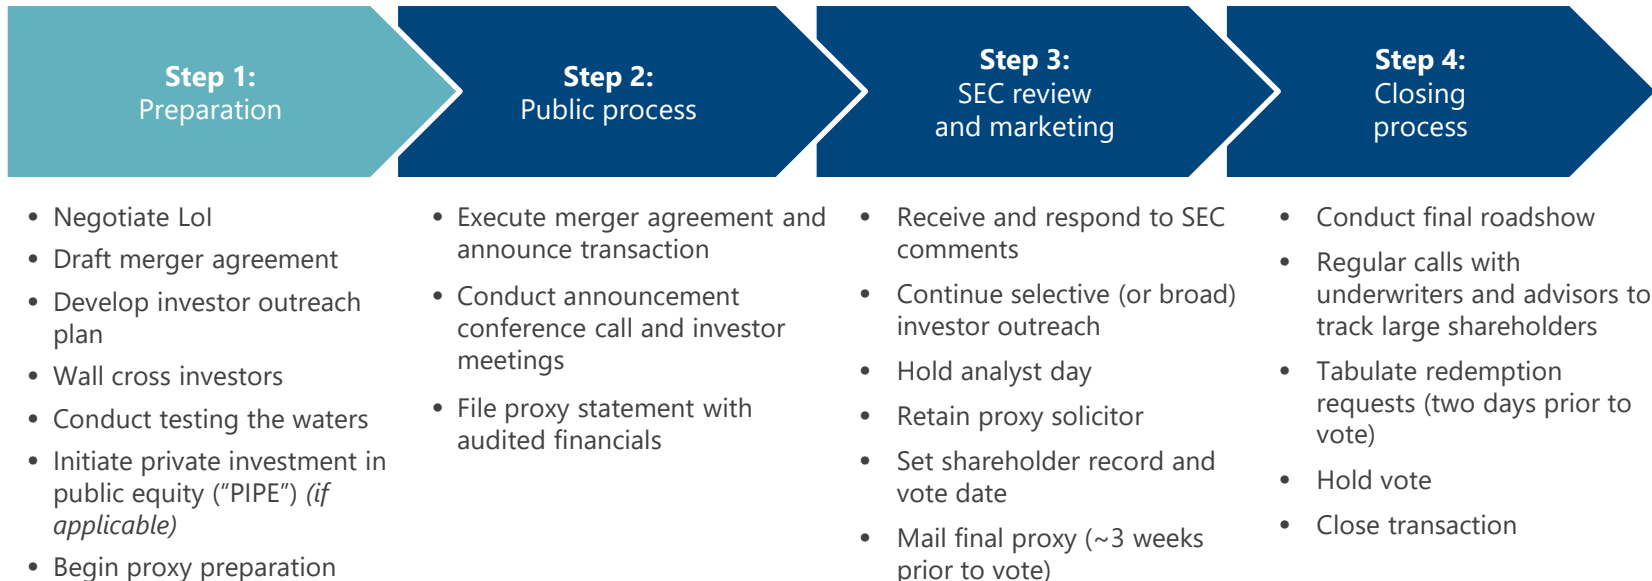 Step 1:
Preparation
Step 2:
Public process
Step 3:
SEC review
and marketing
Step 4:
Closing
process
• Negotiate LoI
• Draft merger agreement
• Develop investor outreach
plan
• Wall cross investors
• Conduct testing the waters
• Initiate private investment in
public equity (“PIPE”) (if
applicable)
• Begin proxy preparation
• Execute merger agreement and
announce transaction
• Conduct announcement
conference call and investor
meetings
• File proxy statement with
audited financials
• Receive and respond to SEC
comments
• Continue selective (or broad)
investor outreach
• Hold analyst day
• Retain proxy solicitor
• Set shareholder record and
vote date
• Mail final proxy (~3 weeks
prior to vote)
• Conduct final roadshow
• Regular calls with
underwriters and advisors to
track large shareholders
• Tabulate redemption
requests (two days prior to
vote)
• Hold vote
• Close transaction